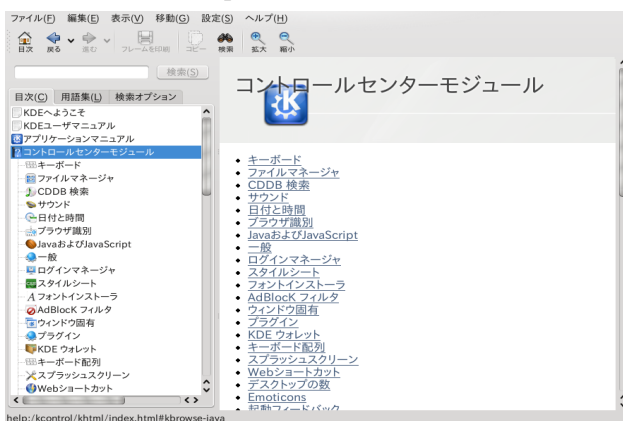 ファイル(F) 編集(E) 表示(V) 移動(G) 設定(S) ヘルプ(H)
目次 戻る 進む フレームを印刷 コピー 検索 拡大 縮小
検索(S)
目次(C) 用語集(L) 検索オプション
KDEへようこそ
KDEユーザマニュアル
アプリケーションマニュアル
コントロールセンターモジュール
キーボード
ファイルマネージャ
CDDB 検索
サウンド
日付と時間
ブラウザ識別
JavaおよびJavaScript
一般
ログインマネージャ
スタイルシート
フォントインストーラ
AdBlocK フィルタ
ウィンドウ固有
プラグイン
KDE ウォレット
キーボード配列
スプラッシュスクリーン
Webショートカット
コントロールセンターモジュール
キーボード
ファイルマネージャ
CDDB 検索
サウンド
日付と時間
ブラウザ識別
JavaおよびJavaScript
一般
ログインマネージャ
スタイルシート
フォントインストーラ
AdBlocK フィルタ
ウィンドウ固有
プラグイン
KDE ウォレット
キーボード配列
スプラッシュスクリーン
Webショートカット
デスクトップの数
Emoticons
起動フィードバック
help:/kcontrol/khtml/index.html#kbrowse-java